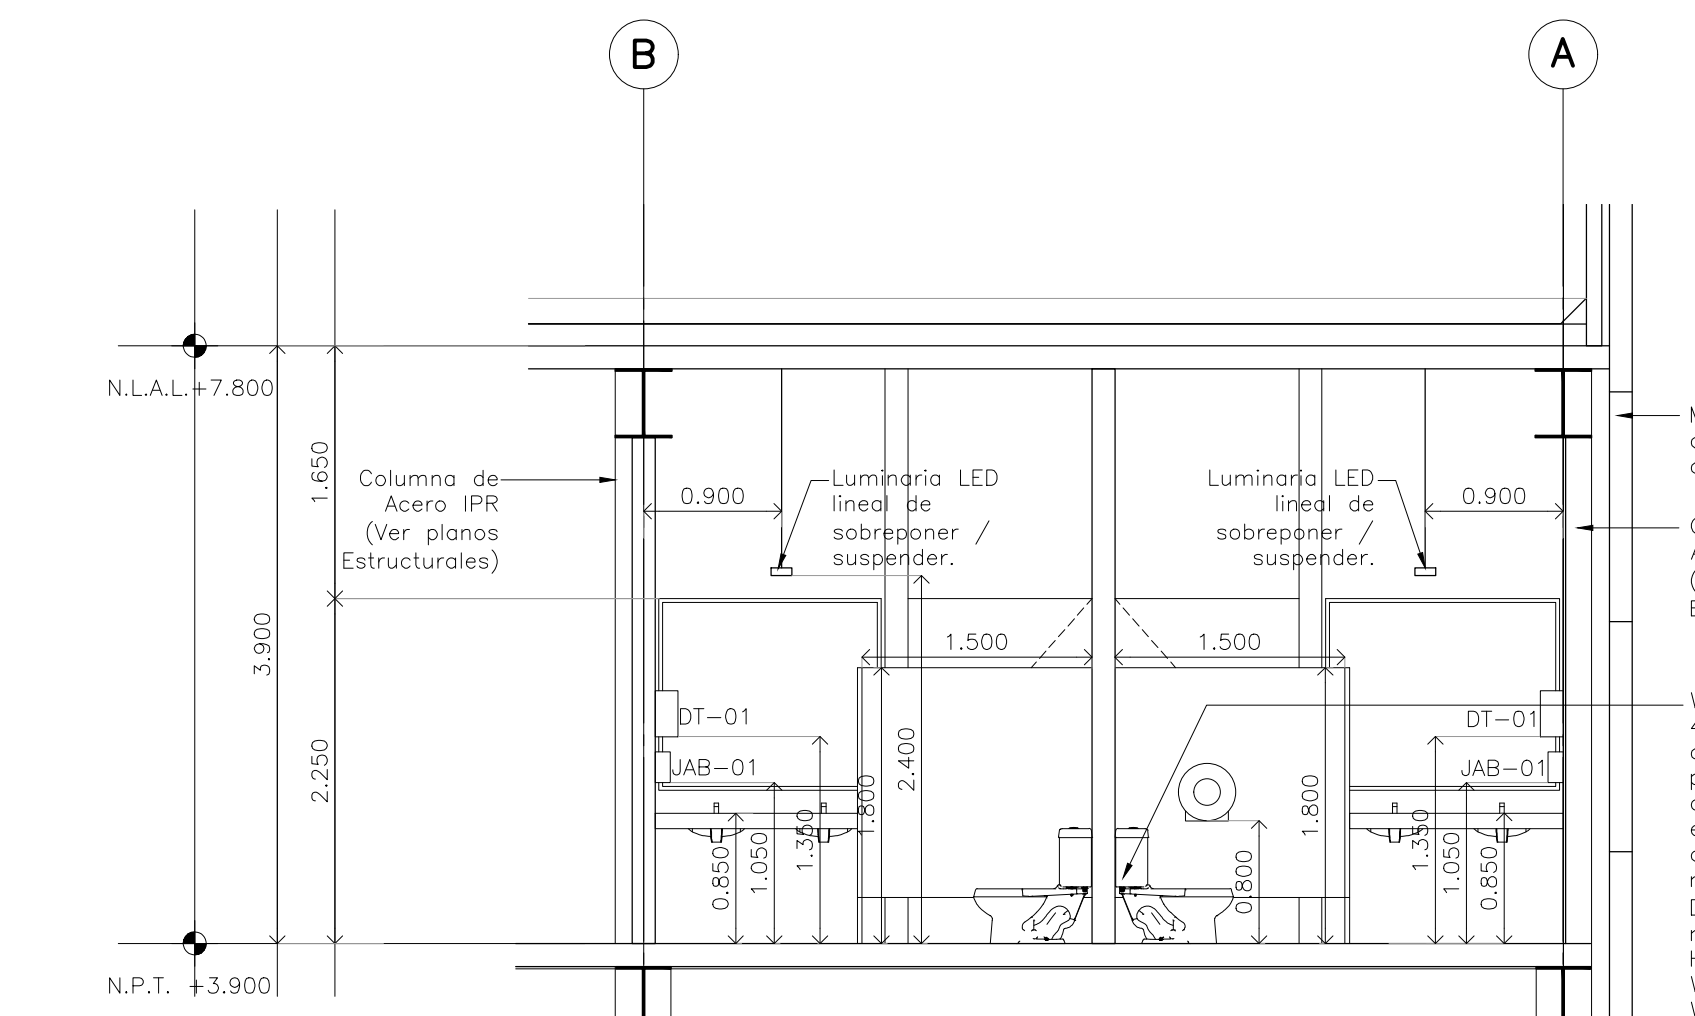 B
A
N.L.A.L.+7.800
1.650
3.900
2.250
Columna de
Acero IPR
(Ver planos
Estructurales)
0.900
Luminaria LED
lineal de
sobreponer /
suspender.
Luminaria LED
lineal de
sobreponer /
suspender.
0.900
1.500
1.500
DT-01
JAB-01
DT-01
JAB-01
0.850
1.050
1.350
1.800
2.400
0.800
1.800
1.350
1.050
0.850
N.P.T. +3.900